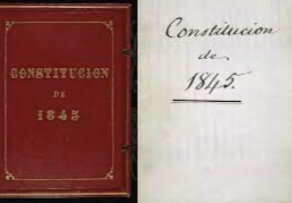 CONSTITUCION
DE
1845
Constitucion
de
1845.